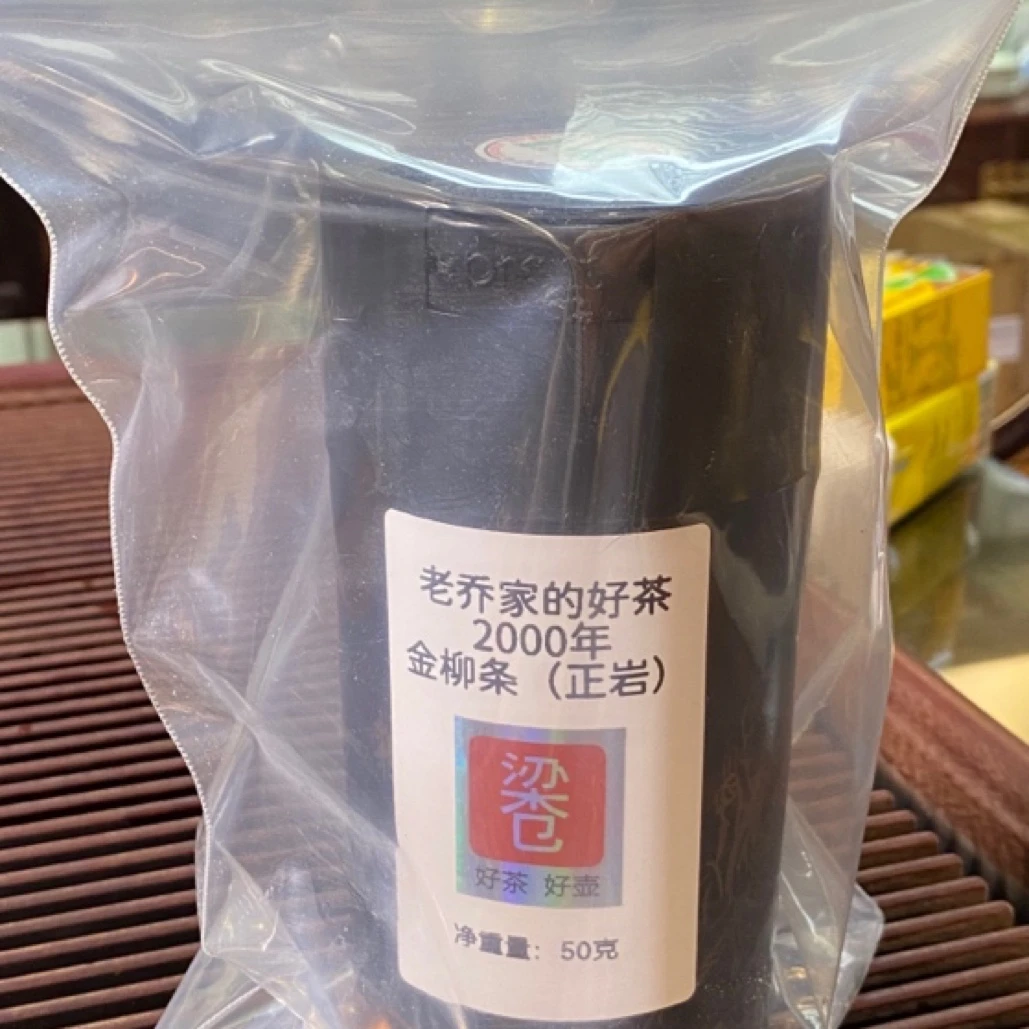 老乔家的好茶
2000年
金柳条（正岩）
好茶 好壶
净重量：50克